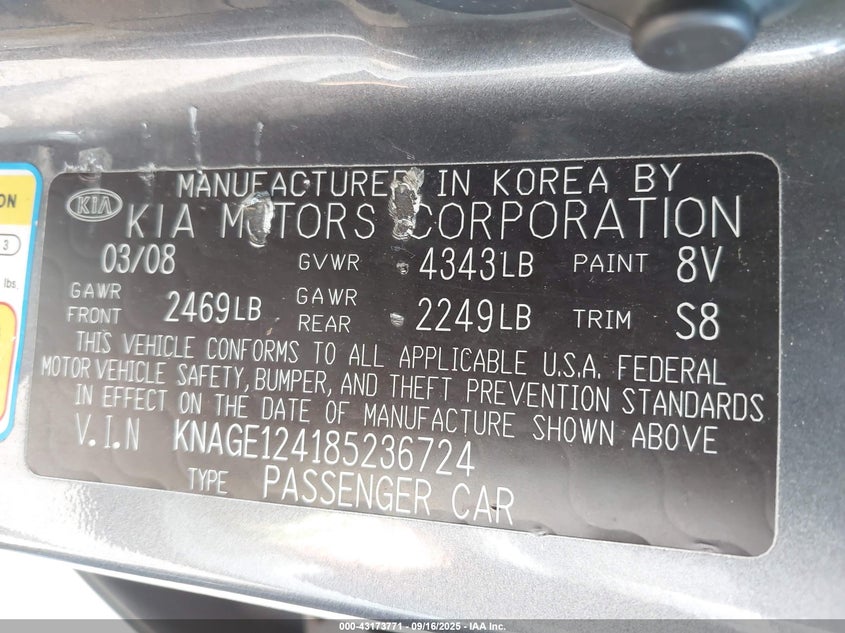 MANUFACTURED IN KOREA BY
KIA KIA MOTORS CORPORATION
03/08 GVWR 4343LB PAINT 8V
GAWR FRONT 2469LB GAWR REAR 2249LB TRIM S8
THIS VEHICLE CONFORMS TO ALL APPLICABLE U.S.A. FEDERAL
MOTOR VEHICLE SAFETY, BUMPER, AND THEFT PREVENTION STANDARDS
IN EFFECT ON THE DATE OF MANUFACTURE SHOWN ABOVE
V.I.N KNAGE124185236724
TYPE PASSENGER CAR
ON
3
lbs.
000-43173771 - 09/16/2025 - IAA Inc.